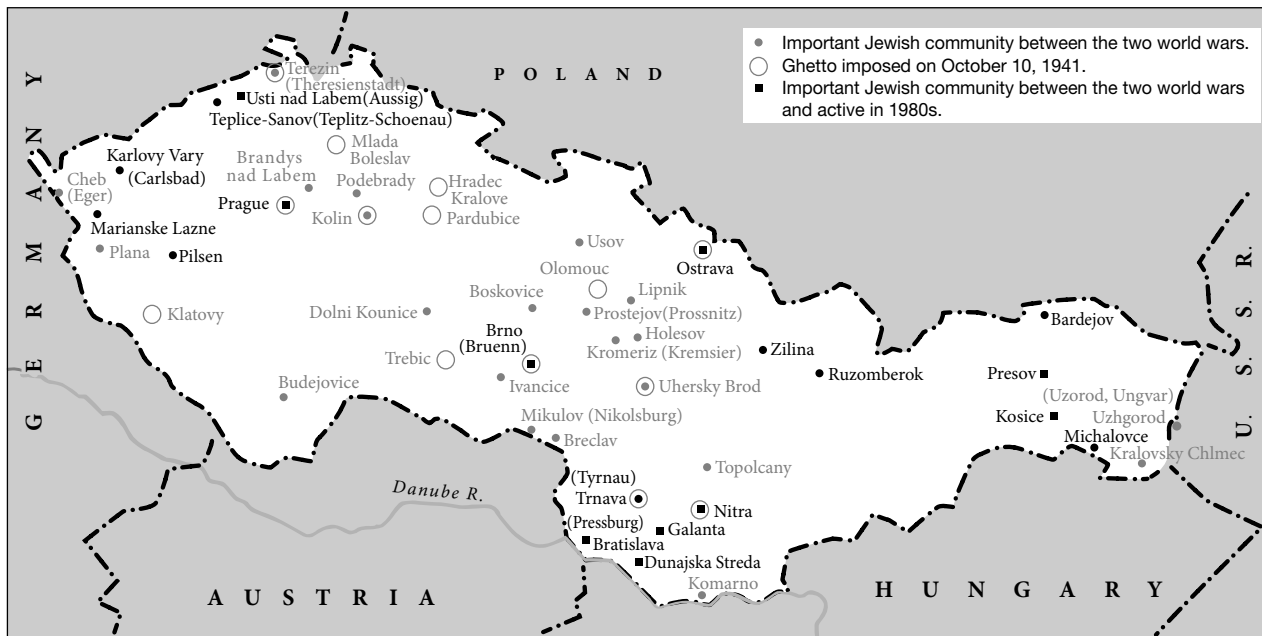 Important Jewish community between the two world wars.
Ghetto imposed on October 10, 1941.
Important Jewish community between the two world wars
and active in 1980s.
POLAND
GERMANY
U.S.S.R.
AUSTRIA
HUNGARY
Danube R.
Terezin
(Theresienstadt)
Usti nad Labem(Aussig)
Teplice-Sanov(Teplitz-Schoenau)
Karlovy Vary
(Carlsbad)
Brandys
nad Labem
Mlada
Boleslav
Cheb
(Eger)
Podebrady
Hradec
Kralove
Prague
Kolin
Pardubice
Marianske Lazne
Plana
Pilsen
Usov
Ostrava
Olomouc
Lipnik
Boskovice
Klatovy
Dolni Kounice
Prostejov(Prossnitz)
Bardejov
Brno
(Bruenn)
Holesov
Kromeriz (Kremsier)
Zilina
Trebic
Ruzomberok
Presov
Budejovice
Ivancice
Uhersky Brod
(Uzorod, Ungvar)
Uzhgorod
Kosice
Mikulov (Nikolsburg)
Breclav
Michalovce
Kralovsky Chlmec
Topolcany
(Tyrnau)
Trnava
Nitra
(Pressburg)
Bratislava
Galanta
Dunajska Streda
Komarno